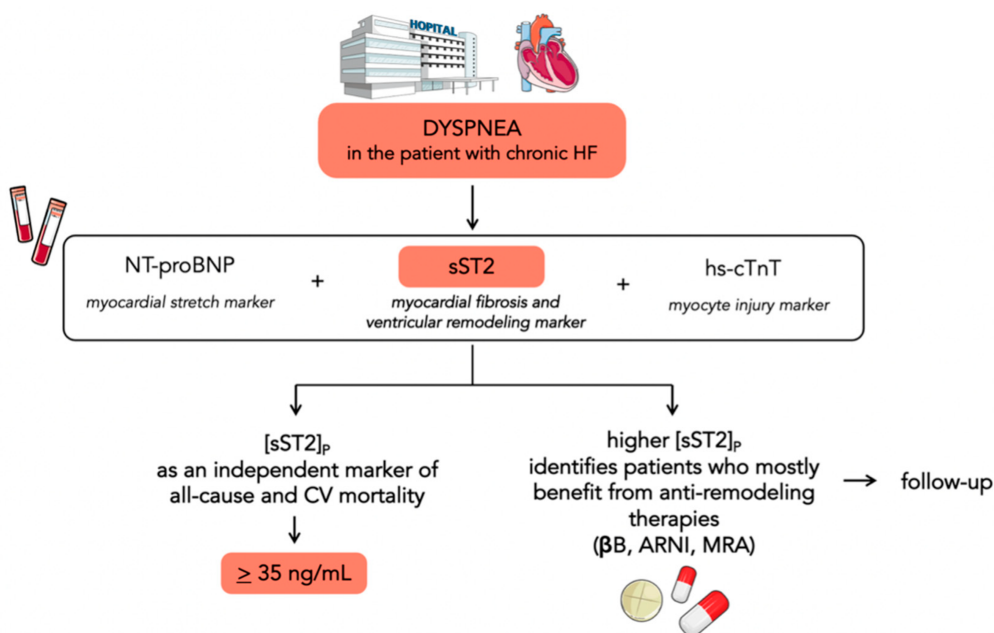 HOPITAL
DYSPNEA
in the patient with chronic HF
NT-proBNP
myocardial stretch marker
+
sST2
myocardial fibrosis and
ventricular remodeling marker
+
hs-cTnT
myocyte injury marker
[sST2]P
as an independent marker of
all-cause and CV mortality
≥ 35 ng/mL
higher [sST2]P
identifies patients who mostly
benefit from anti-remodeling
therapies
(βB, ARNI, MRA)
follow-up